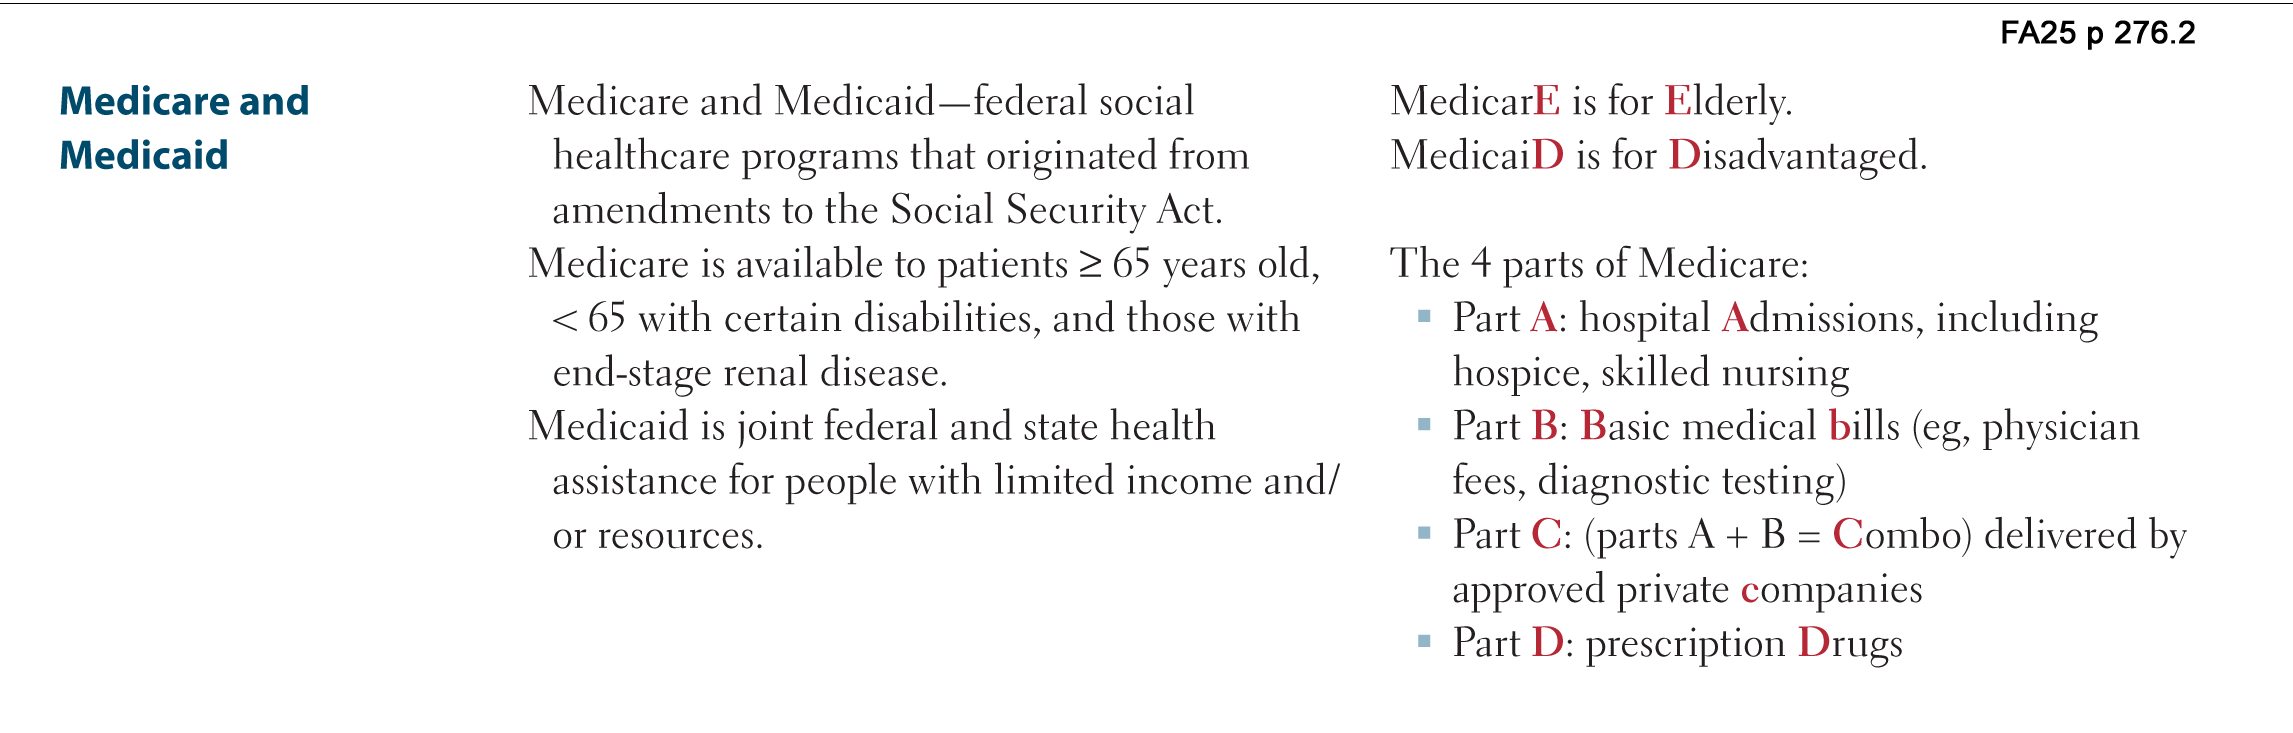 FA25 p 276.2
Medicare and
Medicaid
Medicare and Medicaid—federal social
healthcare programs that originated from
amendments to the Social Security Act.
Medicare is available to patients ≥ 65 years old,
< 65 with certain disabilities, and those with
end-stage renal disease.
Medicaid is joint federal and state health
assistance for people with limited income and/
or resources.
MedicarE is for Elderly.
MedicaiD is for Disadvantaged.
The 4 parts of Medicare:
▪ Part A: hospital Admissions, including
hospice, skilled nursing
▪ Part B: Basic medical bills (eg, physician
fees, diagnostic testing)
▪ Part C: (parts A + B = Combo) delivered by
approved private companies
▪ Part D: prescription Drugs